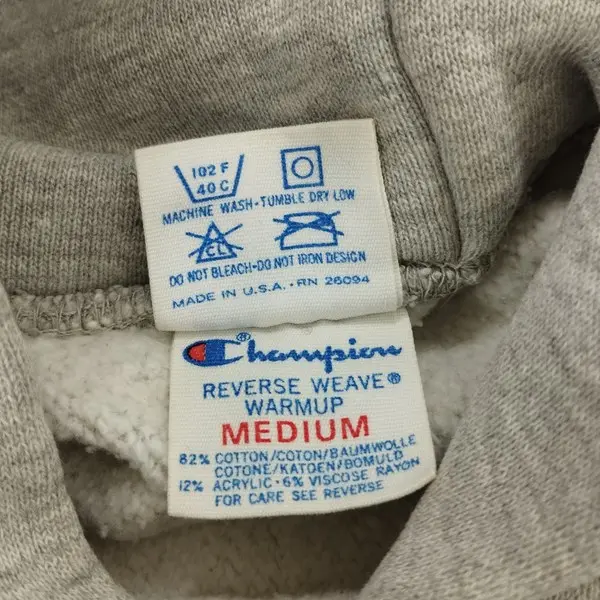 102 F
40 C
MACHINE WASH-TUMBLE DRY LOW
CL
DO NOT BLEACH-DO NOT IRON DESIGN
MADE IN U.S.A. · RN 26094
Champion®
REVERSE WEAVE®
WARMUP
MEDIUM
82% COTTON/COTON/BAUMWOLLE
COTONE/KATOEN/BOMULD
12% ACRYLIC · 6% VISCOSE RAYON
FOR CARE SEE REVERSE